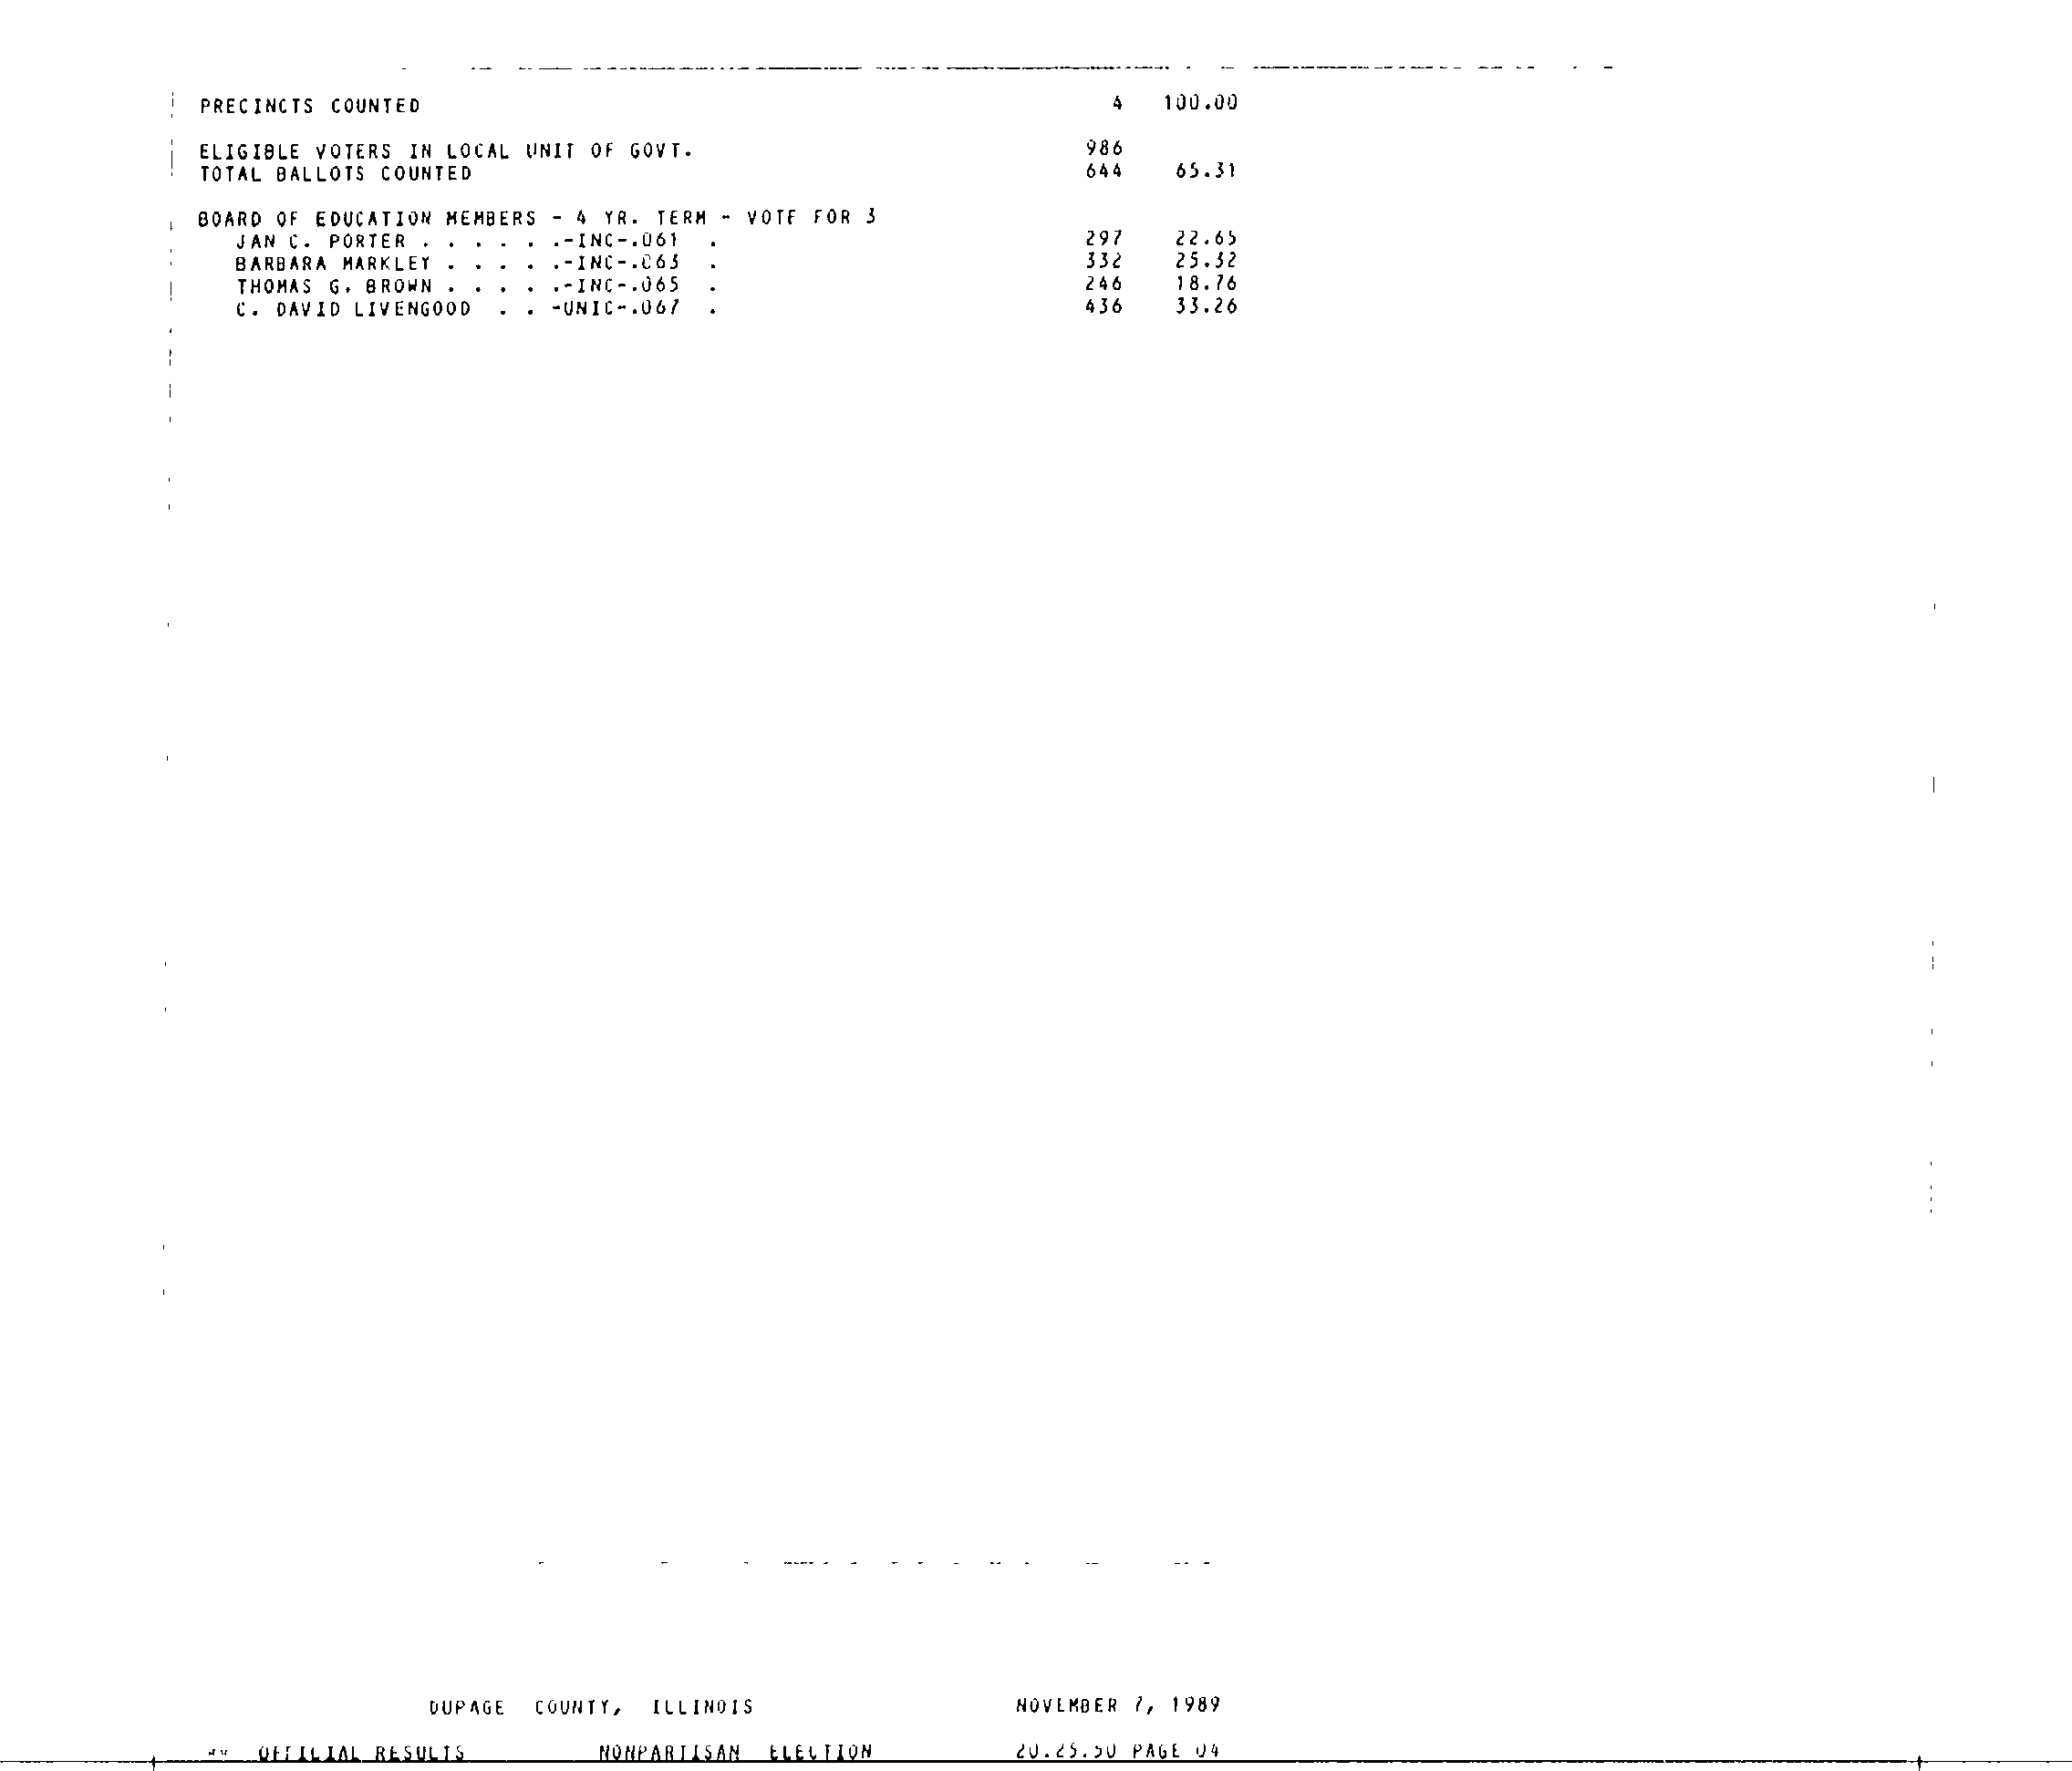 PRECINCTS COUNTED 4 100.00
ELIGIBLE VOTERS IN LOCAL UNIT OF GOVT. 986
TOTAL BALLOTS COUNTED 644 65.31
BOARD OF EDUCATION MEMBERS - 4 YR. TERM - VOTE FOR 3
JAN C. PORTER . . . . . .-INC-.061 . 297 22.65
BARBARA MARKLEY . . . . .-INC-.063 . 332 25.32
THOMAS G. BROWN . . . . .-INC-.065 . 246 18.76
C. DAVID LIVENGOOD . . -UNIC-.067 . 436 33.26
DUPAGE COUNTY, ILLINOIS NOVEMBER 7, 1989
OFFICIAL RESULTS NONPARTISAN ELECTION 20.25.50 PAGE 04